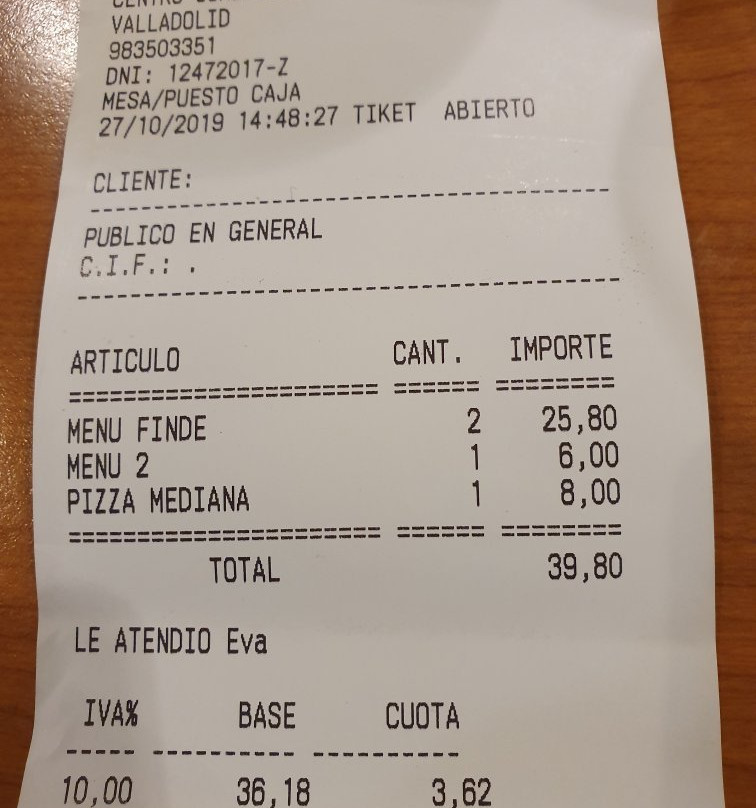 VALLADOLID
983503351
DNI: 12472017-Z
MESA/PUESTO CAJA
27/10/2019 14:48:27 TIKET ABIERTO
CLIENTE:
PUBLICO EN GENERAL
C.I.F.: .
ARTICULO CANT. IMPORTE
MENU FINDE 2 25,80
MENU 2 1 6,00
PIZZA MEDIANA 1 8,00
TOTAL 39,80
LE ATENDIO Eva
IVA% BASE CUOTA
10,00 36,18 3,62